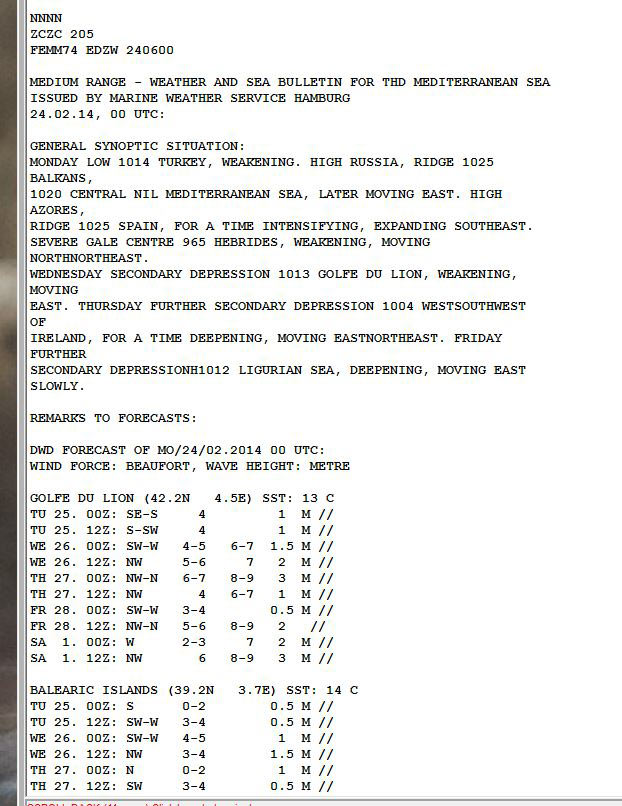 NNNN
ZCZC 205
FEMM74 EDZW 240600
MEDIUM RANGE - WEATHER AND SEA BULLETIN FOR THD MEDITERRANEAN SEA
ISSUED BY MARINE WEATHER SERVICE HAMBURG
24.02.14, 00 UTC:
GENERAL SYNOPTIC SITUATION:
MONDAY LOW 1014 TURKEY, WEAKENING. HIGH RUSSIA, RIDGE 1025
BALKANS,
1020 CENTRAL NIL MEDITERRANEAN SEA, LATER MOVING EAST. HIGH
AZORES,
RIDGE 1025 SPAIN, FOR A TIME INTENSIFYING, EXPANDING SOUTHEAST.
SEVERE GALE CENTRE 965 HEBRIDES, WEAKENING, MOVING
NORTHNORTHEAST.
WEDNESDAY SECONDARY DEPRESSION 1013 GOLFE DU LION, WEAKENING,
MOVING
EAST. THURSDAY FURTHER SECONDARY DEPRESSION 1004 WESTSOUTHWEST
OF
IRELAND, FOR A TIME DEEPENING, MOVING EASTNORTHEAST. FRIDAY
FURTHER
SECONDARY DEPRESSIONH1012 LIGURIAN SEA, DEEPENING, MOVING EAST
SLOWLY.
REMARKS TO FORECASTS:
DWD FORECAST OF MO/24/02.2014 00 UTC:
WIND FORCE: BEAUFORT, WAVE HEIGHT: METRE
GOLFE DU LION (42.2N   4.5E) SST: 13 C
TU 25. 00Z: SE-S     4         1  M //
TU 25. 12Z: S-SW     4         1  M //
WE 26. 00Z: SW-W   4-5   6-7  1.5 M //
WE 26. 12Z: NW     5-6     7   2  M //
TH 27. 00Z: NW-N   6-7   8-9   3  M //
TH 27. 12Z: NW       4   6-7   1  M //
FR 28. 00Z: SW-W   3-4        0.5 M //
FR 28. 12Z: NW-N   5-6   8-9   2   //
SA  1. 00Z: W      2-3     7   2  M //
SA  1. 12Z: NW       6   8-9   3  M //
BALEARIC ISLANDS (39.2N   3.7E) SST: 14 C
TU 25. 00Z: S      0-2        0.5 M //
TU 25. 12Z: SW-W   3-4        0.5 M //
WE 26. 00Z: SW-W   4-5         1  M //
WE 26. 12Z: NW     3-4        1.5 M //
TH 27. 00Z: N      0-2         1  M //
TH 27. 12Z: SW     3-4        0.5 M //